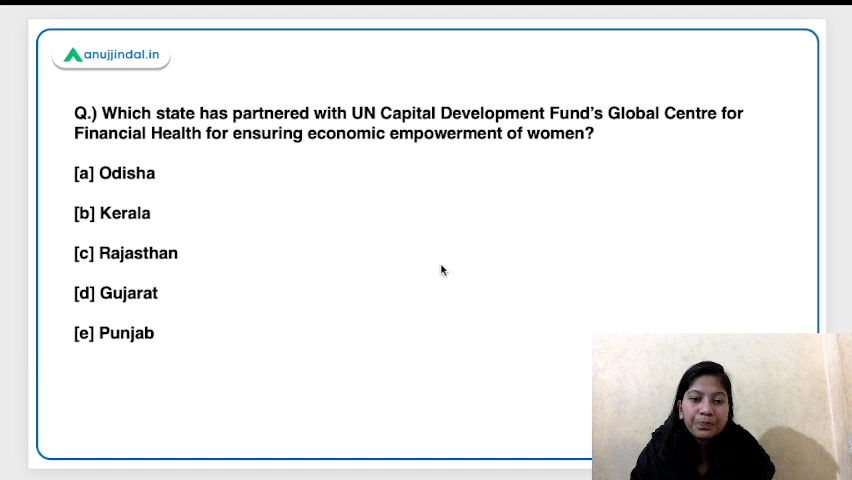 anujjindal.in
Q.) Which state has partnered with UN Capital Development Fund’s Global Centre for
Financial Health for ensuring economic empowerment of women?
[a] Odisha
[b] Kerala
[c] Rajasthan
[d] Gujarat
[e] Punjab